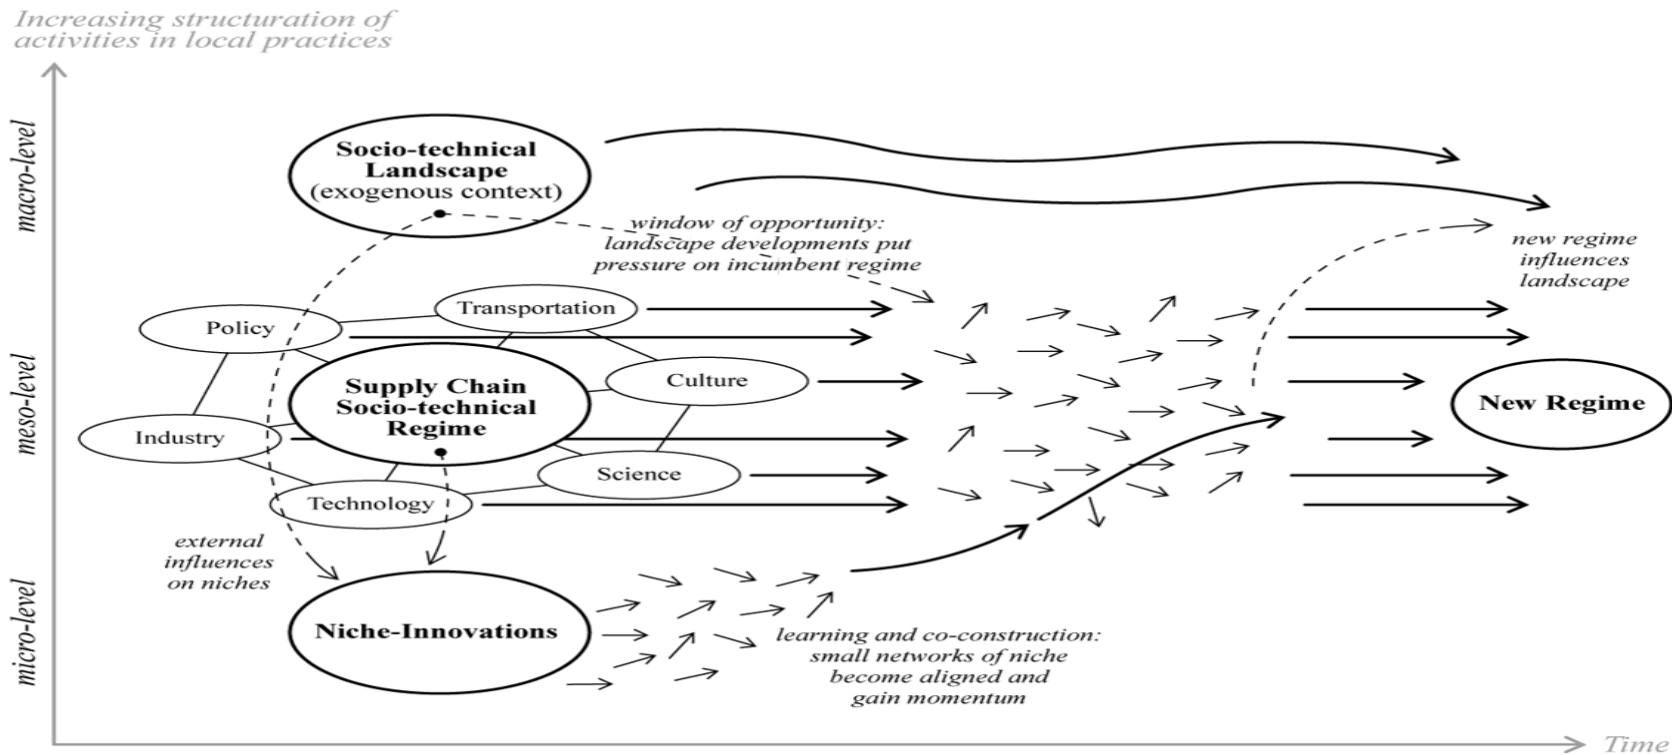 Increasing structuration of
activities in local practices
macro-level
Socio-technical
Landscape
(exogenous context)
window of opportunity:
landscape developments put
pressure on incumbent regime
new regime
influences
landscape
meso-level
Policy
Transportation
Supply Chain
Socio-technical
Regime
Culture
Industry
Science
Technology
New Regime
external
influences
on niches
micro-level
Niche-Innovations
learning and co-construction:
small networks of niche
become aligned and
gain momentum
Time